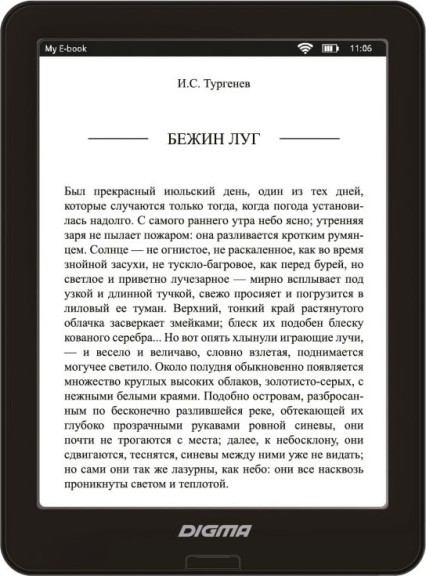 My E-book 11:06
И.С. Тургенев
БЕЖИН ЛУГ
Был прекрасный июльский день, один из тех дней,
которые случаются только тогда, когда погода установи-
лась надолго. С самого раннего утра небо ясно; утренняя
заря не пылает пожаром: она разливается кротким румян-
цем. Солнце — не огнистое, не раскаленное, как во время
знойной засухи, не тускло-багровое, как перед бурей, но
светлое и приветно лучезарное — мирно всплывает под
узкой и длинной тучкой, свежо просияет и погрузится в
лиловый ее туман. Верхний, тонкий край растянутого
облачка засверкает змейками; блеск их подобен блеску
кованого серебра... Но вот опять хлынули играющие лучи,
— и весело и величаво, словно взлетая, поднимается
могучее светило. Около полудня обыкновенно появляется
множество круглых высоких облаков, золотисто-серых, с
нежными белыми краями. Подобно островам, разбросан-
ным по бесконечно разлившейся реке, обтекающей их
глубоко прозрачными рукавами ровной синевы, они
почти не трогаются с места; далее, к небосклону, они
сдвигаются, теснятся, синевы между ними уже не видать;
но сами они так же лазурны, как небо: они все насквозь
проникнуты светом и теплотой.
DIGMA